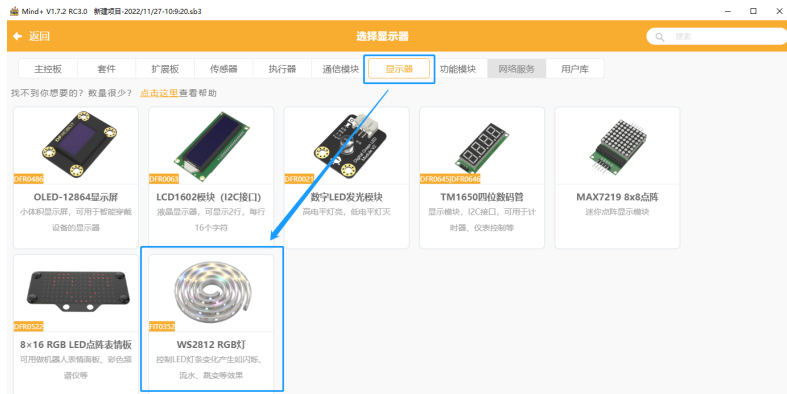 Mind+ V1.7.2 RC3.0 新建项目-2022/11/27-10:9:20.sb3
返回
选择显示器
搜索
主控板 套件 扩展板 传感器 执行器 通信模块 显示器 功能模块 网络服务 用户库
找不到你想要的？数量很少？ 点击这里查看帮助
DFR0486
DFR0063
DFR0021
DFR0645|DFR0646
OLED-12864显示屏
小体积显示屏，可用于智能穿戴
设备的显示器
LCD1602模块（I2C接口）
液晶显示器，可显示2行，每行
16个字符
数字LED发光模块
高电平灯亮，低电平灯灭
TM1650四位数码管
显示模块，I2C接口，可用于计
时器、仪表控制等
MAX7219 8x8点阵
迷你点阵显示模块
DFR0522
FIT0352
8×16 RGB LED点阵表情板
可用做机器人表情面板、彩色频
谱仪等
WS2812 RGB灯
控制LED灯条变化产生如闪烁、
流水、跳变等效果